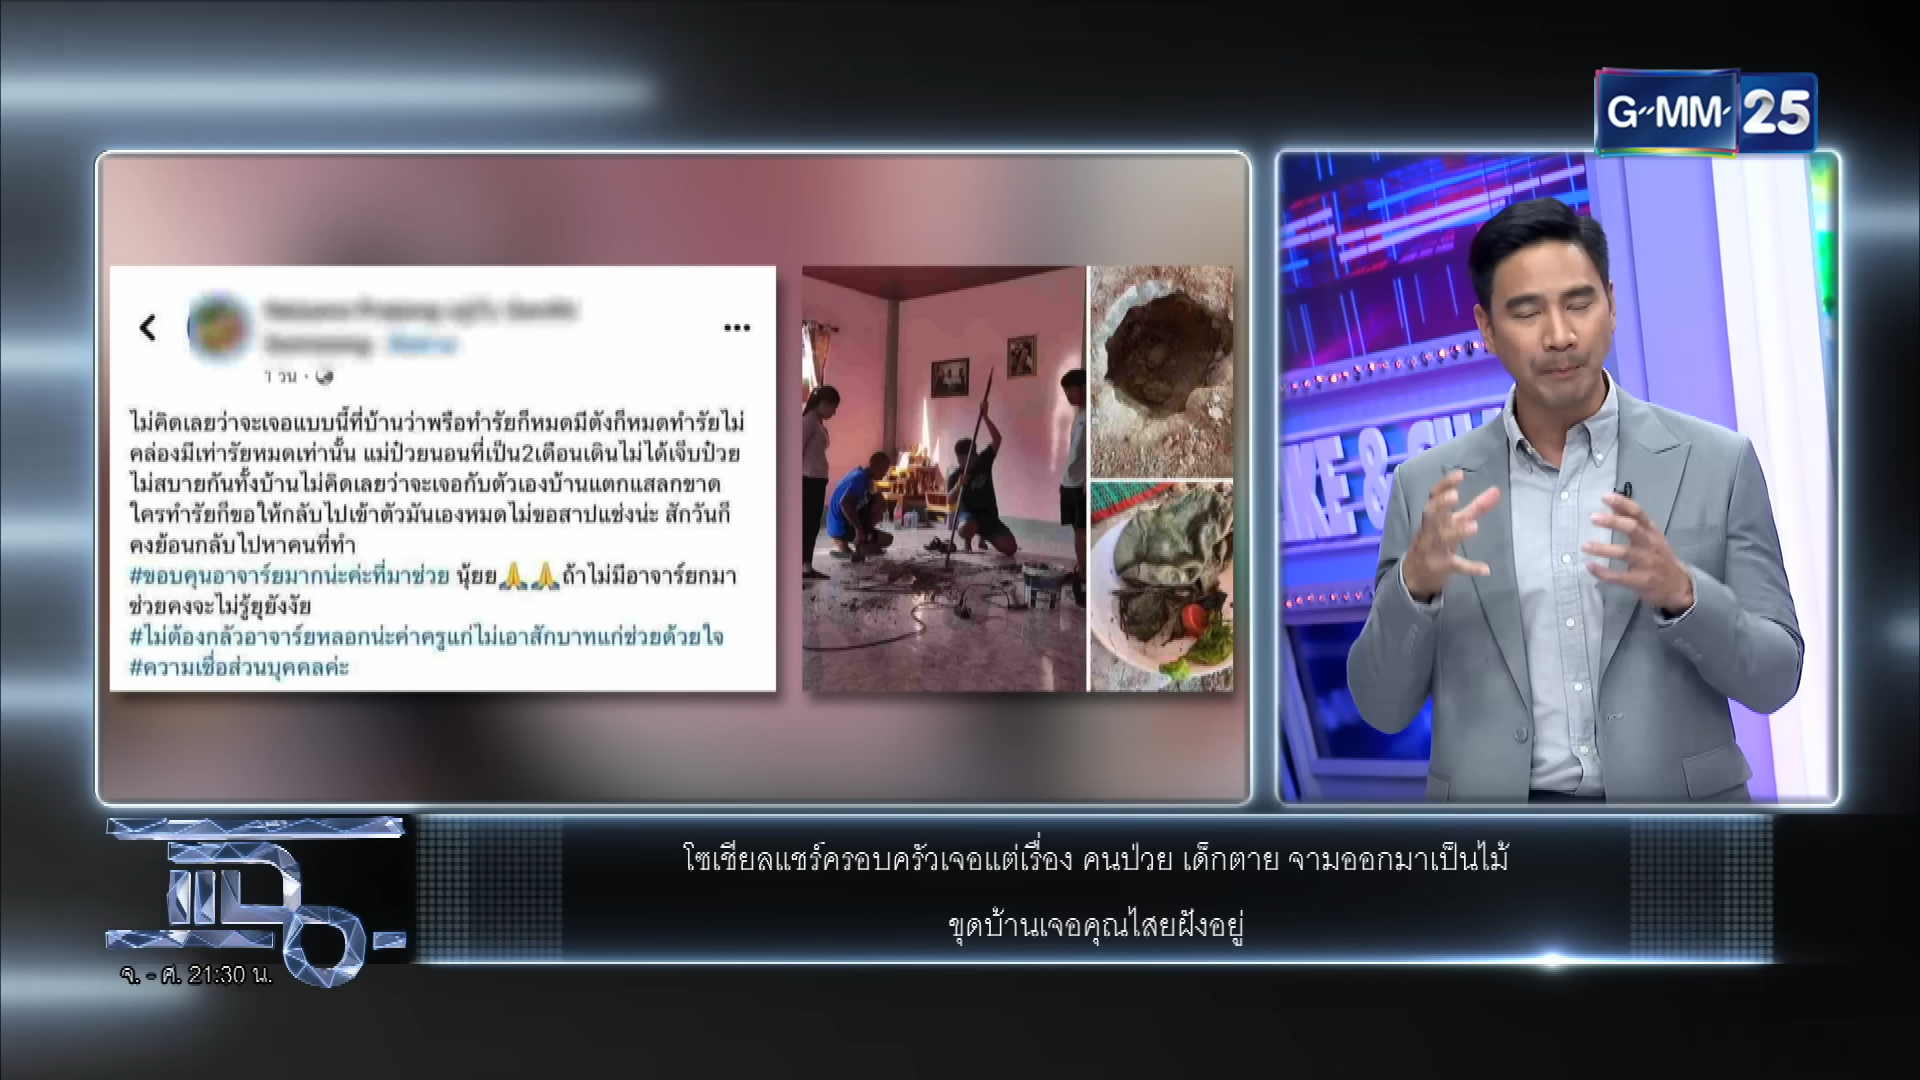 G-MM- 25
1 วน
ไม่คิดเลยว่าจะเจอแบบนี้ที่บ้านว่าพรือทำรัยก็หมดมีตังก็หมดทำรัยไม่
คล่องมีเท่ารัยหมดเท่านั้น แม่ป๋วยนอนที่เป็น2เดือนเดินไม่ได้เจ็บป๋วย
ไม่สบายกันทั้งบ้านไม่คิดเลยว่าจะเจอกับตัวเองบ้านแตกแสลกขาด
ใครทำรัยก็ขอให้กลับไปเข้าตัวมันเองหมดไม่ขอสาปแช่งน่ะ สักวันก็
คงย้อนกลับไปหาคนที่ทำ
#ขอบคุนอาจาร์ยมากน่ะค่ะที่มาช่วย นุ้ยย🙏🙏ถ้าไม่มีอาจาร์ยกมา
ช่วยคงจะไม่รู้ยุยังงัย
#ไม่ต้องกลัวอาจาร์ยหลอกน่ะค่าครูแก่ไม่เอาสักบาทแก่ช่วยด้วยใจ
#ความเชื่อส่วนบุคคลค่ะ
KE &
แฉ
จ. - ศ. 21:30 น.
โซเชียลแชร์ครอบครัวเจอแต่เรื่อง คนป่วย เด็กตาย จามออกมาเป็นไม้
ขุดบ้านเจอคุณไสยฝังอยู่